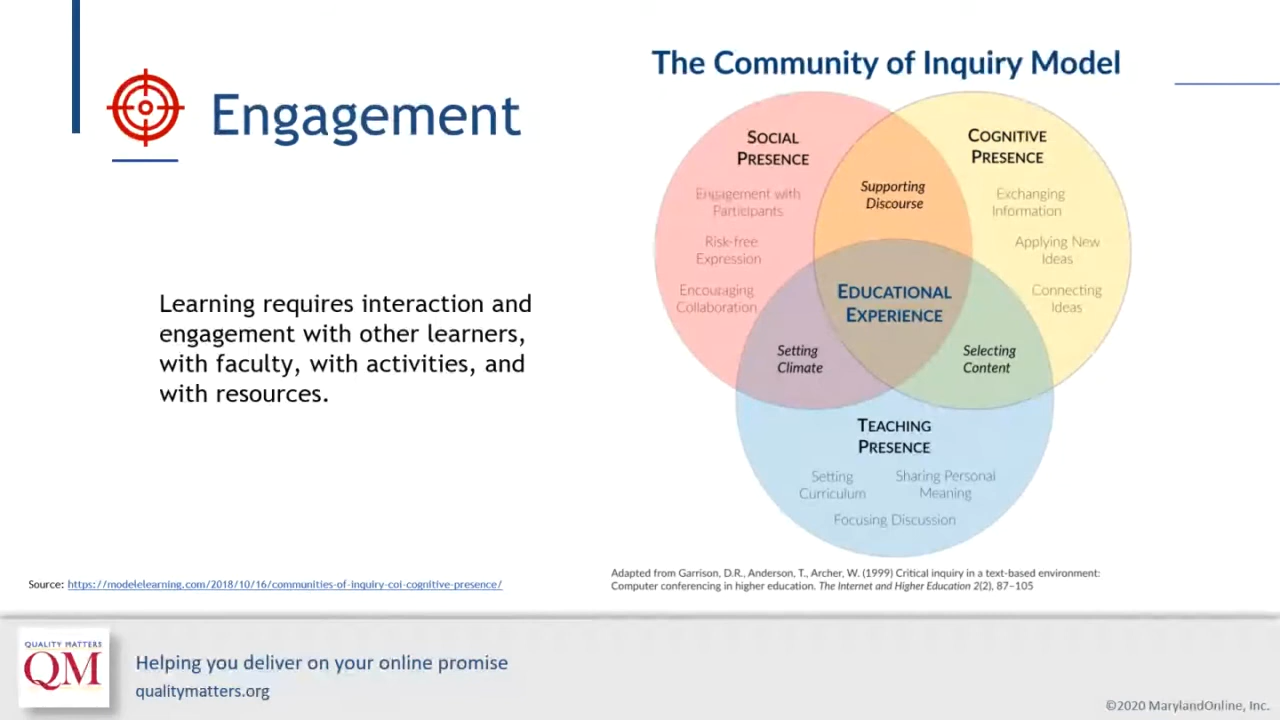 Engagement
Learning requires interaction and
engagement with other learners,
with faculty, with activities, and
with resources.
Source: https://modelelearning.com/2018/10/16/communities-of-inquiry-coi-cognitive-presence/
The Community of Inquiry Model
SOCIAL
PRESENCE
Engagement with
Participants
Risk-free
Expression
Encouraging
Collaboration
Supporting
Discourse
COGNITIVE
PRESENCE
Exchanging
Information
Applying New
Ideas
Connecting
Ideas
EDUCATIONAL
EXPERIENCE
Setting
Climate
Selecting
Content
TEACHING
PRESENCE
Setting
Curriculum
Sharing Personal
Meaning
Focusing Discussion
Adapted from Garrison, D.R., Anderson, T., Archer, W. (1999) Critical inquiry in a text-based environment:
Computer conferencing in higher education. The Internet and Higher Education 2(2), 87–105
QUALITY MATTERS
QM
Helping you deliver on your online promise
qualitymatters.org
©2020 MarylandOnline, Inc.